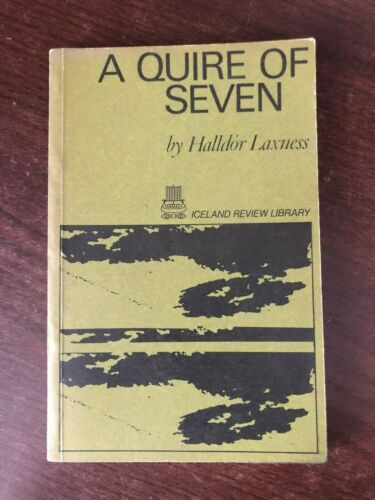 A QUIRE OF
SEVEN
by Halldór Laxness
ICELAND REVIEW LIBRARY